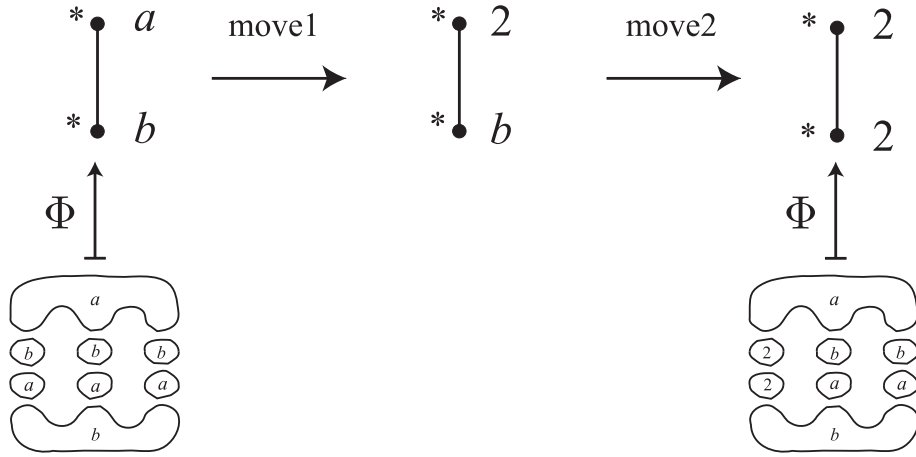 * a move1 * 2 move2 * 2
* b * b * 2
Φ Φ
a a
b b b 2 b b
a a a 2 a a
b b